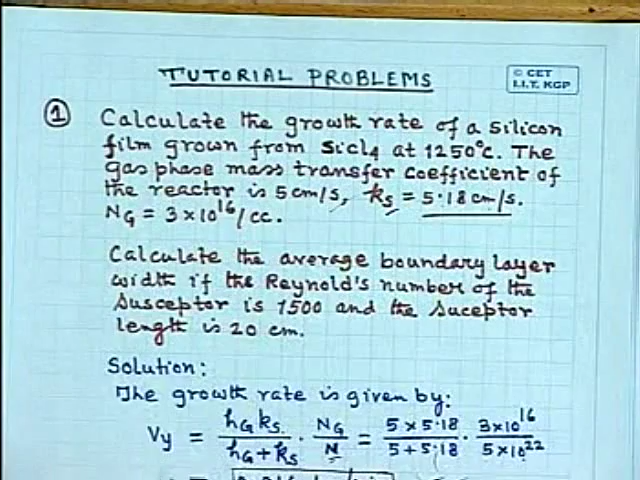 TUTORIAL PROBLEMS
© CET
I.I.T. KGP
① Calculate the growth rate of a silicon
film grown from SiCl4 at 1250°C. The
gas phase mass transfer coefficient of
the reactor is 5 cm/s, ks = 5.18 cm/s.
NG = 3×10^16/cc.
Calculate the average boundary layer
width if the Reynold's number of the
Susceptor is 1500 and the Suceptor
length is 20 cm.
Solution:
The growth rate is given by:
Vy = hG ks / hG + ks · NG / N = 5 × 5.18 / 5 + 5.18 · 3×10^16 / 5×10^22